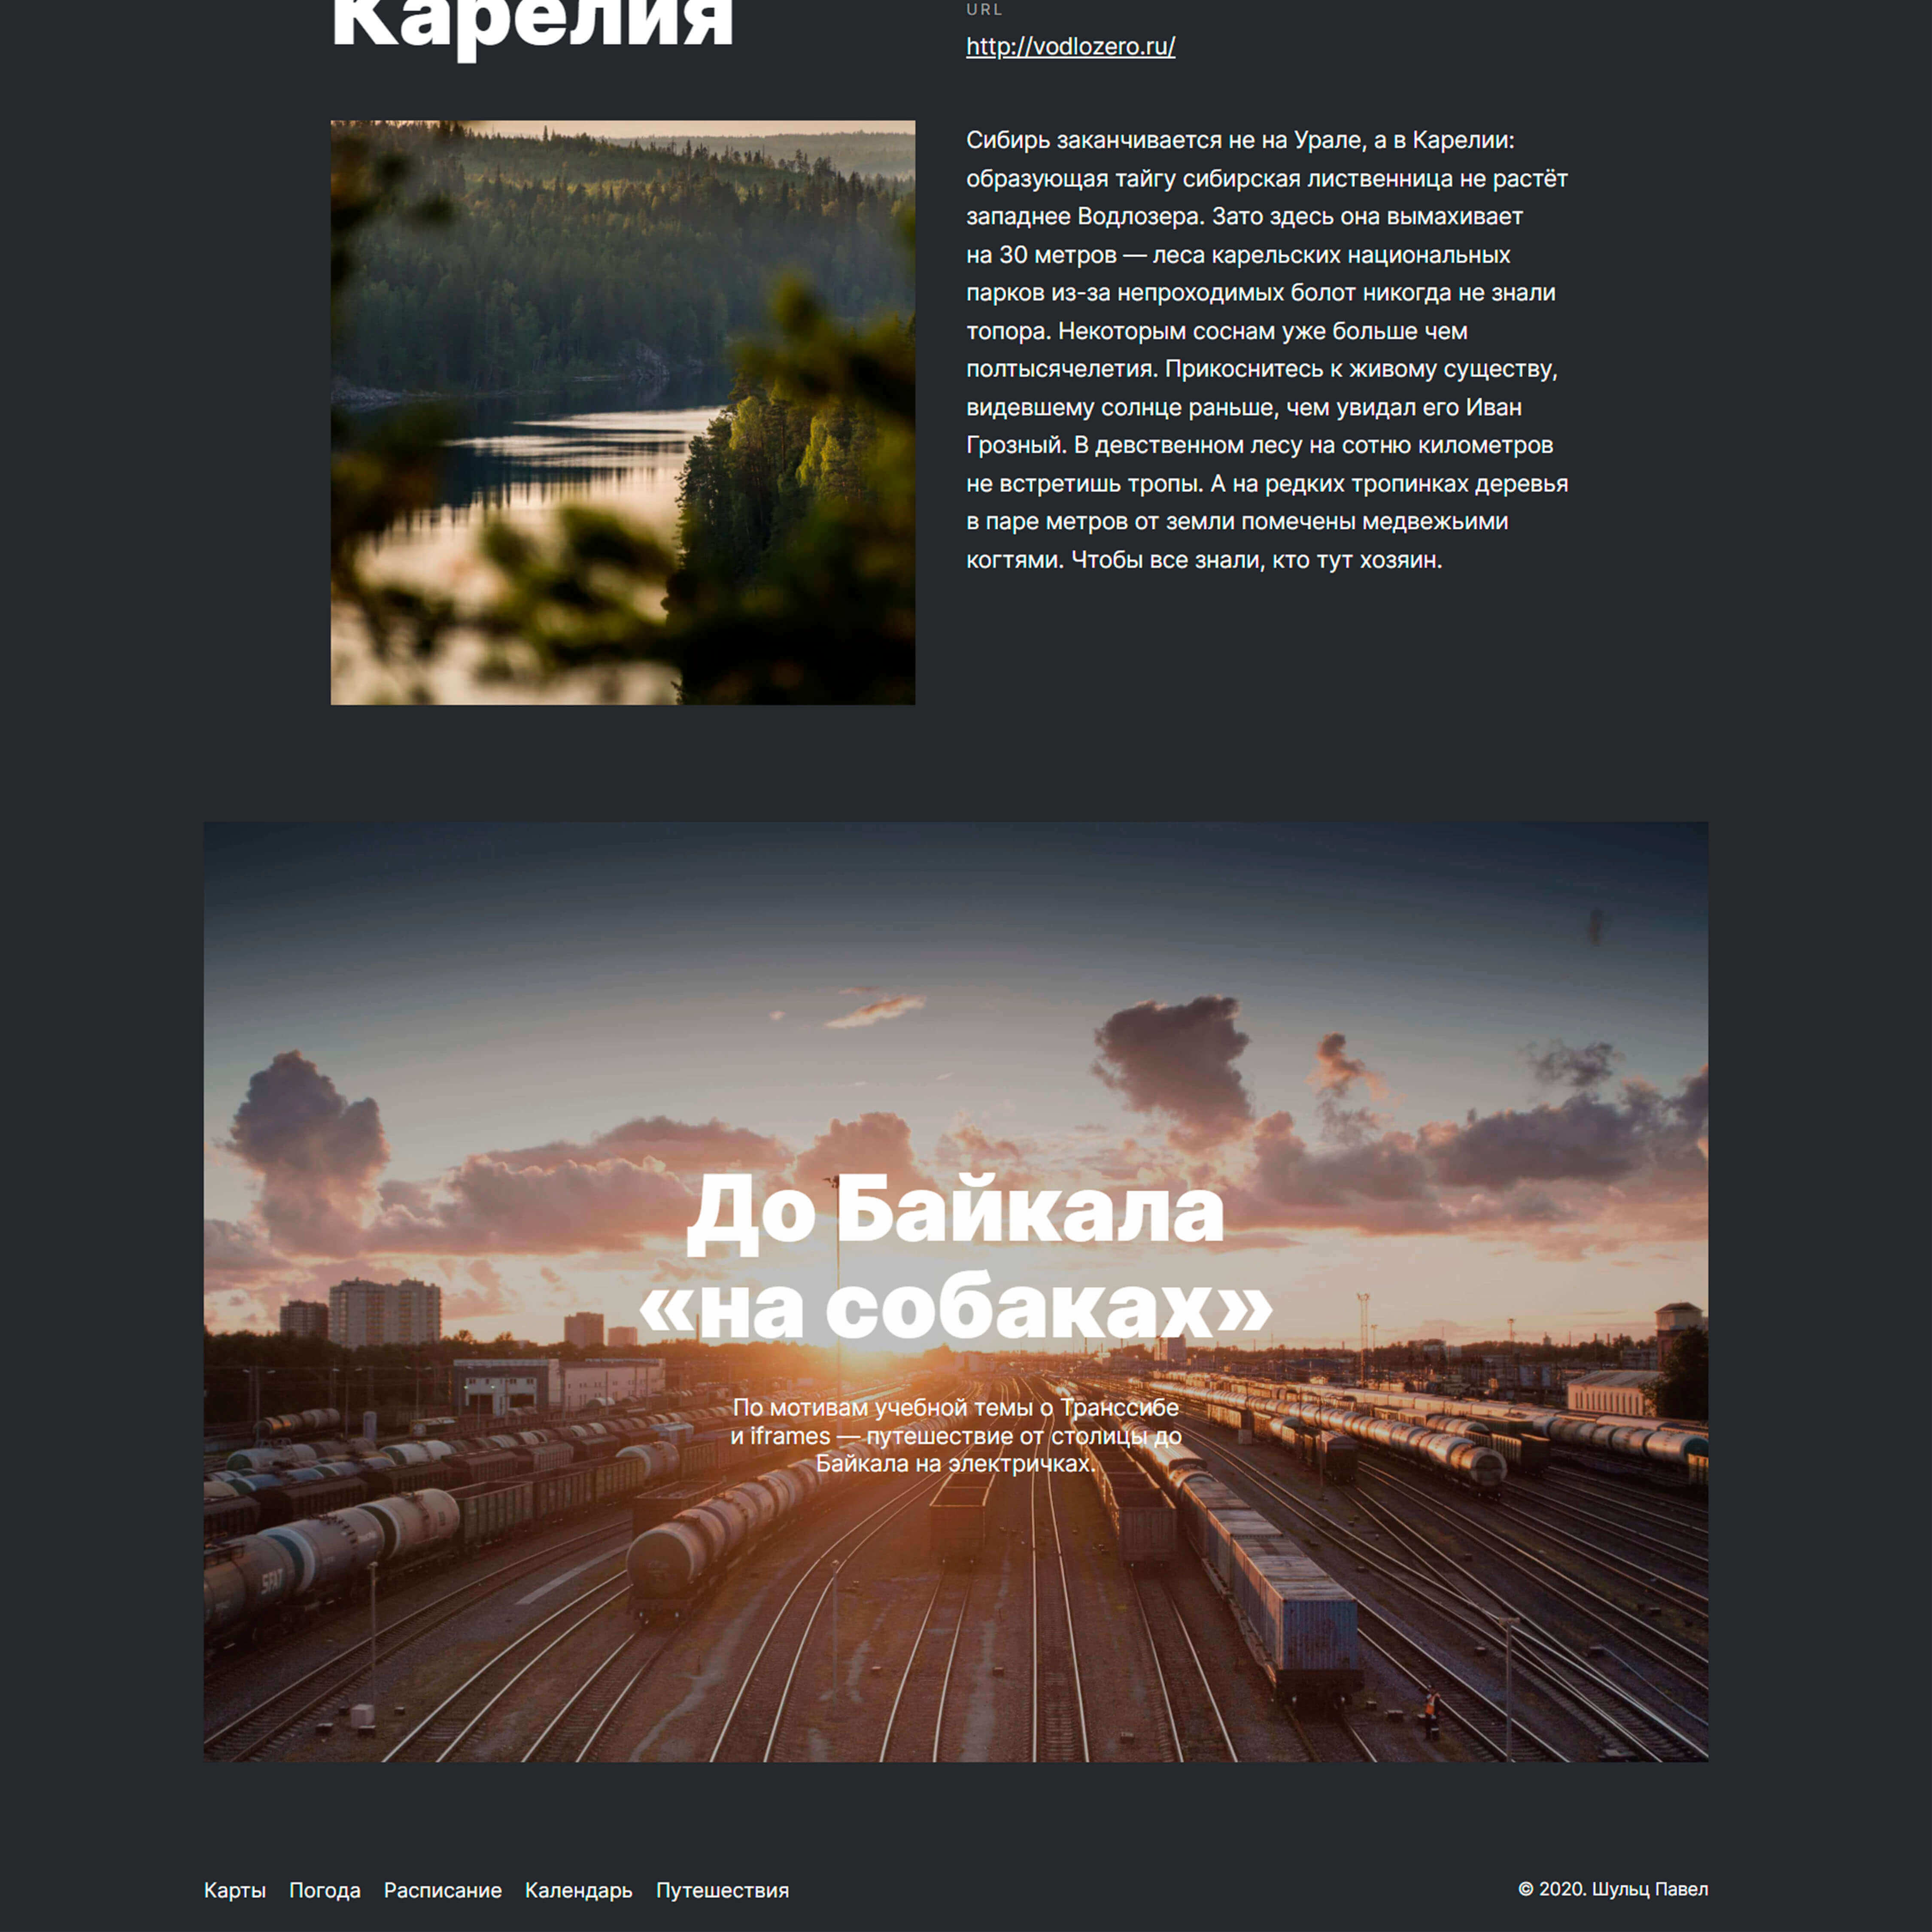 Карелия
URL
http://vodlozero.ru/
Сибирь заканчивается не на Урале, а в Карелии:
образующая тайгу сибирская лиственница не растёт
западнее Водлозера. Зато здесь она вымахивает
на 30 метров — леса карельских национальных
парков из-за непроходимых болот никогда не знали
топора. Некоторым соснам уже больше чем
полтысячелетия. Прикоснитесь к живому существу,
видевшему солнце раньше, чем увидал его Иван
Грозный. В девственном лесу на сотню километров
не встретишь тропы. А на редких тропинках деревья
в паре метров от земли помечены медвежьими
когтями. Чтобы все знали, кто тут хозяин.
До Байкала
«на собаках»
По мотивам учебной темы о Транссибе
и iframes — путешествие от столицы до
Байкала на электричках.
SFAT
Карты Погода Расписание Календарь Путешествия
© 2020. Шульц Павел